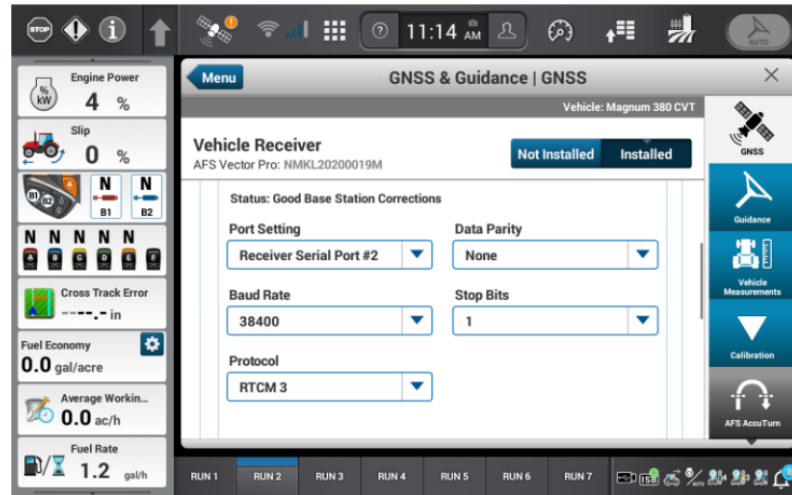 STOP
11:14 AM
AUTO
Engine Power
%
kW
4 %
Slip
0 %
B1 B2
N N
B1 B2
N N N N N
A B C D E F
Cross Track Error
----.- in
Fuel Economy
0.0 gal/acre
Average Workin...
0.0 ac/h
Fuel Rate
1.2 gal/h
Menu
GNSS & Guidance | GNSS
Vehicle: Magnum 380 CVT
Vehicle Receiver
AFS Vector Pro: NMKL20200019M
Not Installed
Installed
Status: Good Base Station Corrections
Port Setting
Data Parity
Receiver Serial Port #2
None
Baud Rate
Stop Bits
38400
1
Protocol
RTCM 3
GNSS
Guidance
Vehicle
Measurements
Calibration
AFS AccuTurn
RUN 1 RUN 2 RUN 3 RUN 4 RUN 5 RUN 6 RUN 7
ISB
AUTO
8